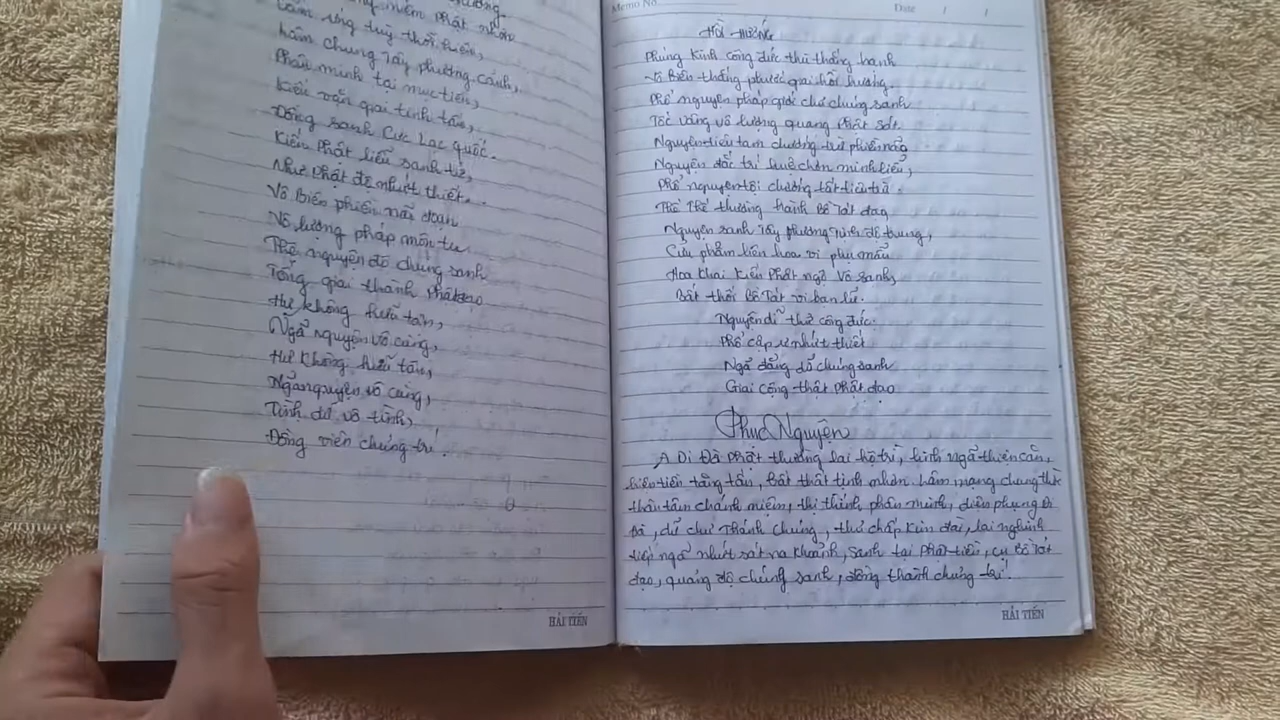 mềm Phật nhơn
Lâm chung Tây phương cảnh,
Phân minh tại mục tiền,
Kiến văn giai tinh tấn,
Đồng sanh Cực Lạc quốc.
Kiến Phật liễu sanh tử,
Như Phật độ nhứt thiết.
Vô Biên phiền não đoạn
Vô lượng pháp môn tu
Thệ nguyện độ chúng sanh
Tổng giai thành Phật đạo
Hư không hữu tận,
Ngã nguyện vô cùng,
Hư không hữu tận,
Ngã nguyện vô cùng,
Tình dữ vô tình,
Đồng viên chủng trí!
HẢI TIẾN
Memo No.
Date / /
HỒI HƯỚNG
Phúng Kinh công đức thù thắng hạnh
Vô Biên thắng phước giai hồi hướng.
Phổ nguyện pháp giới chư chúng sanh
Tốc vãng vô lượng quang Phật sát.
Nguyện tiêu tam chướng trừ phiền não
Nguyện đắc trí huệ chơn minh liễu,
Phổ nguyện tội chướng tất tiêu trừ.
Thế Thế thường hành Bồ Tát đạo
Nguyện sanh Tây phương Tịnh độ trung,
Cửu phẩm liên hoa vi phụ mẫu
Hoa khai Kiến Phật ngộ Vô sanh,
Bất thối Bồ Tát vi bạn lữ.
Nguyện dĩ thử công đức.
Phổ cập ư nhứt thiết
Ngã đẳng dữ chúng sanh
Giai cộng thất Phật đạo
Phục Nguyện
A Di Đà Phật thường lai hộ trì, linh ngã thiện căn,
hiện tiền tăng tấn, bất thất tịnh nhơn. Lâm mạng chung thời
thân tâm chánh niệm, thị thính phân minh, diện phụng Di
Đà, dữ chư Thánh chúng, thủ chấp Kim đài, lai nghinh
tiếp ngã nhứt sát na khoảnh, sanh tại Phật tiền, cụ Bồ Tát
đạo, quảng độ chúng sanh, đồng thành chủng trí!
HẢI TIẾN